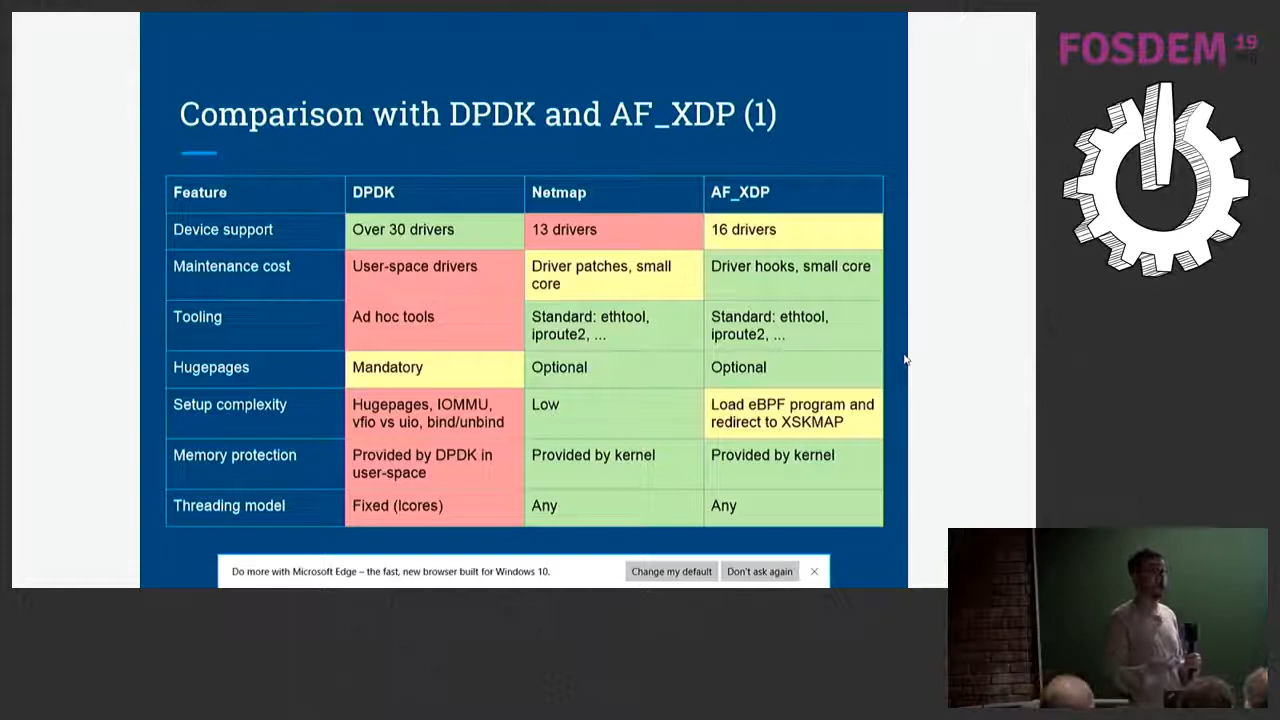 FOSDEM 19
.org
Comparison with DPDK and AF_XDP (1)
Feature DPDK Netmap AF_XDP
Device support Over 30 drivers 13 drivers 16 drivers
Maintenance cost User-space drivers Driver patches, small core Driver hooks, small core
Tooling Ad hoc tools Standard: ethtool, iproute2, ... Standard: ethtool, iproute2, ...
Hugepages Mandatory Optional Optional
Setup complexity Hugepages, IOMMU, vfio vs uio, bind/unbind Low Load eBPF program and redirect to XSKMAP
Memory protection Provided by DPDK in user-space Provided by kernel Provided by kernel
Threading model Fixed (lcores) Any Any
Do more with Microsoft Edge – the fast, new browser built for Windows 10. Change my default Don't ask again